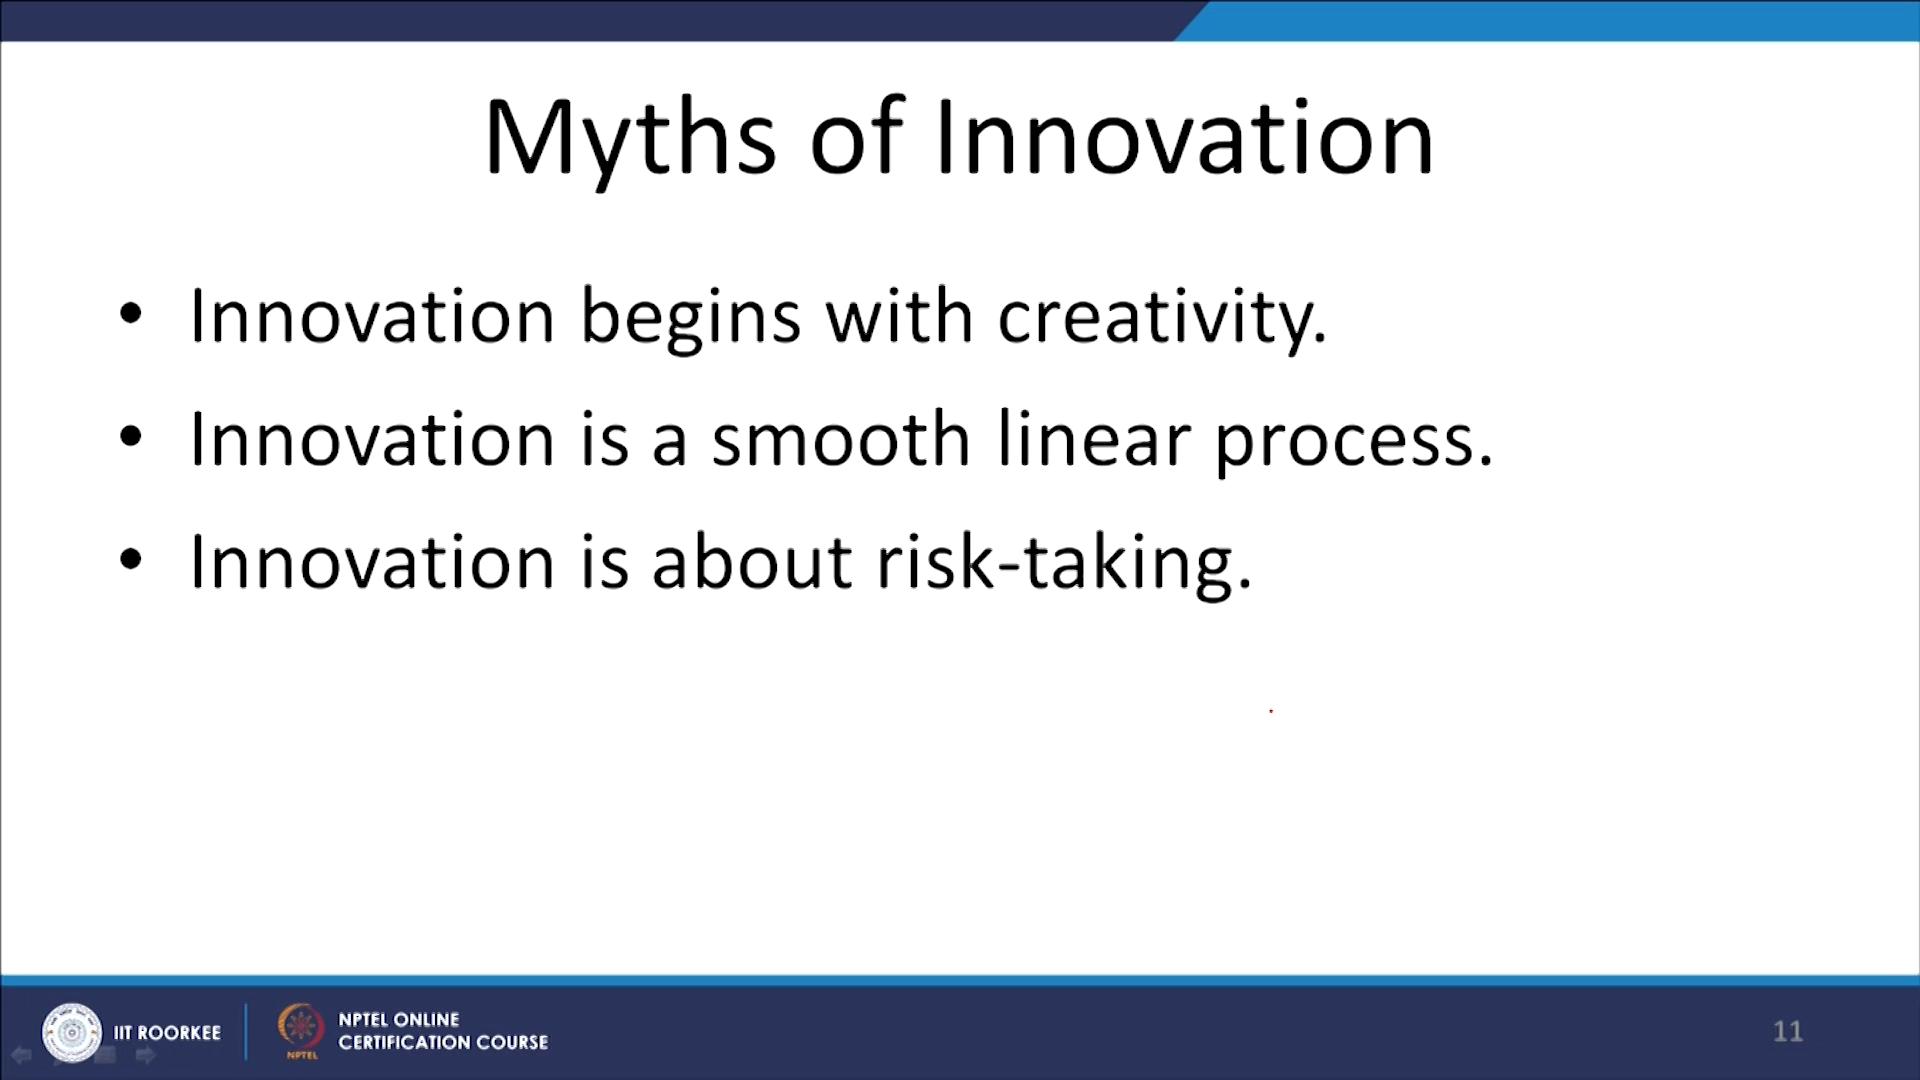 Myths of Innovation
• Innovation begins with creativity.
• Innovation is a smooth linear process.
• Innovation is about risk-taking.
IIT ROORKEE
NPTEL
NPTEL ONLINE
CERTIFICATION COURSE
11